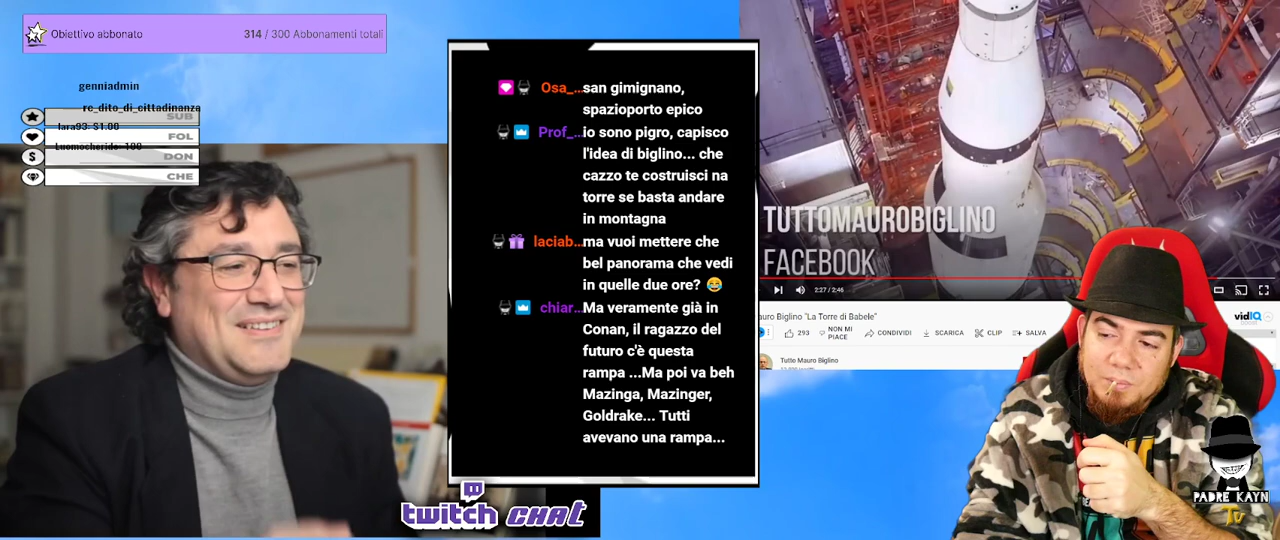 Obiettivo abbonato
314 / 300 Abbonamenti totali
genniadmin
rc_dito_di_cittadinanza
SUB
lara93: $1.00
FOL
Luomocheride: 100
DON
CHE
Osa_... san gimignano,
spazioporto epico
Prof_... io sono pigro, capisco
l'idea di biglino... che
cazzo te costruisci na
torre se basta andare
in montagna
laciab... ma vuoi mettere che
bel panorama che vedi
in quelle due ore? 😂
chiar... Ma veramente già in
Conan, il ragazzo del
futuro c'è questa
rampa ...Ma poi va beh
Mazinga, Mazinger,
Goldrake... Tutti
avevano una rampa...
twitch CHAT
TUTTOMAUROBIGLINO
FACEBOOK
2:27 / 2:46
auro Biglino "La Torre di Babele"
vidIQ
293
NON MI
PIACE
CONDIVIDI
SCARICA
CLIP
SALVA
Tutto Mauro Biglino
PADRE KAYN
Tv